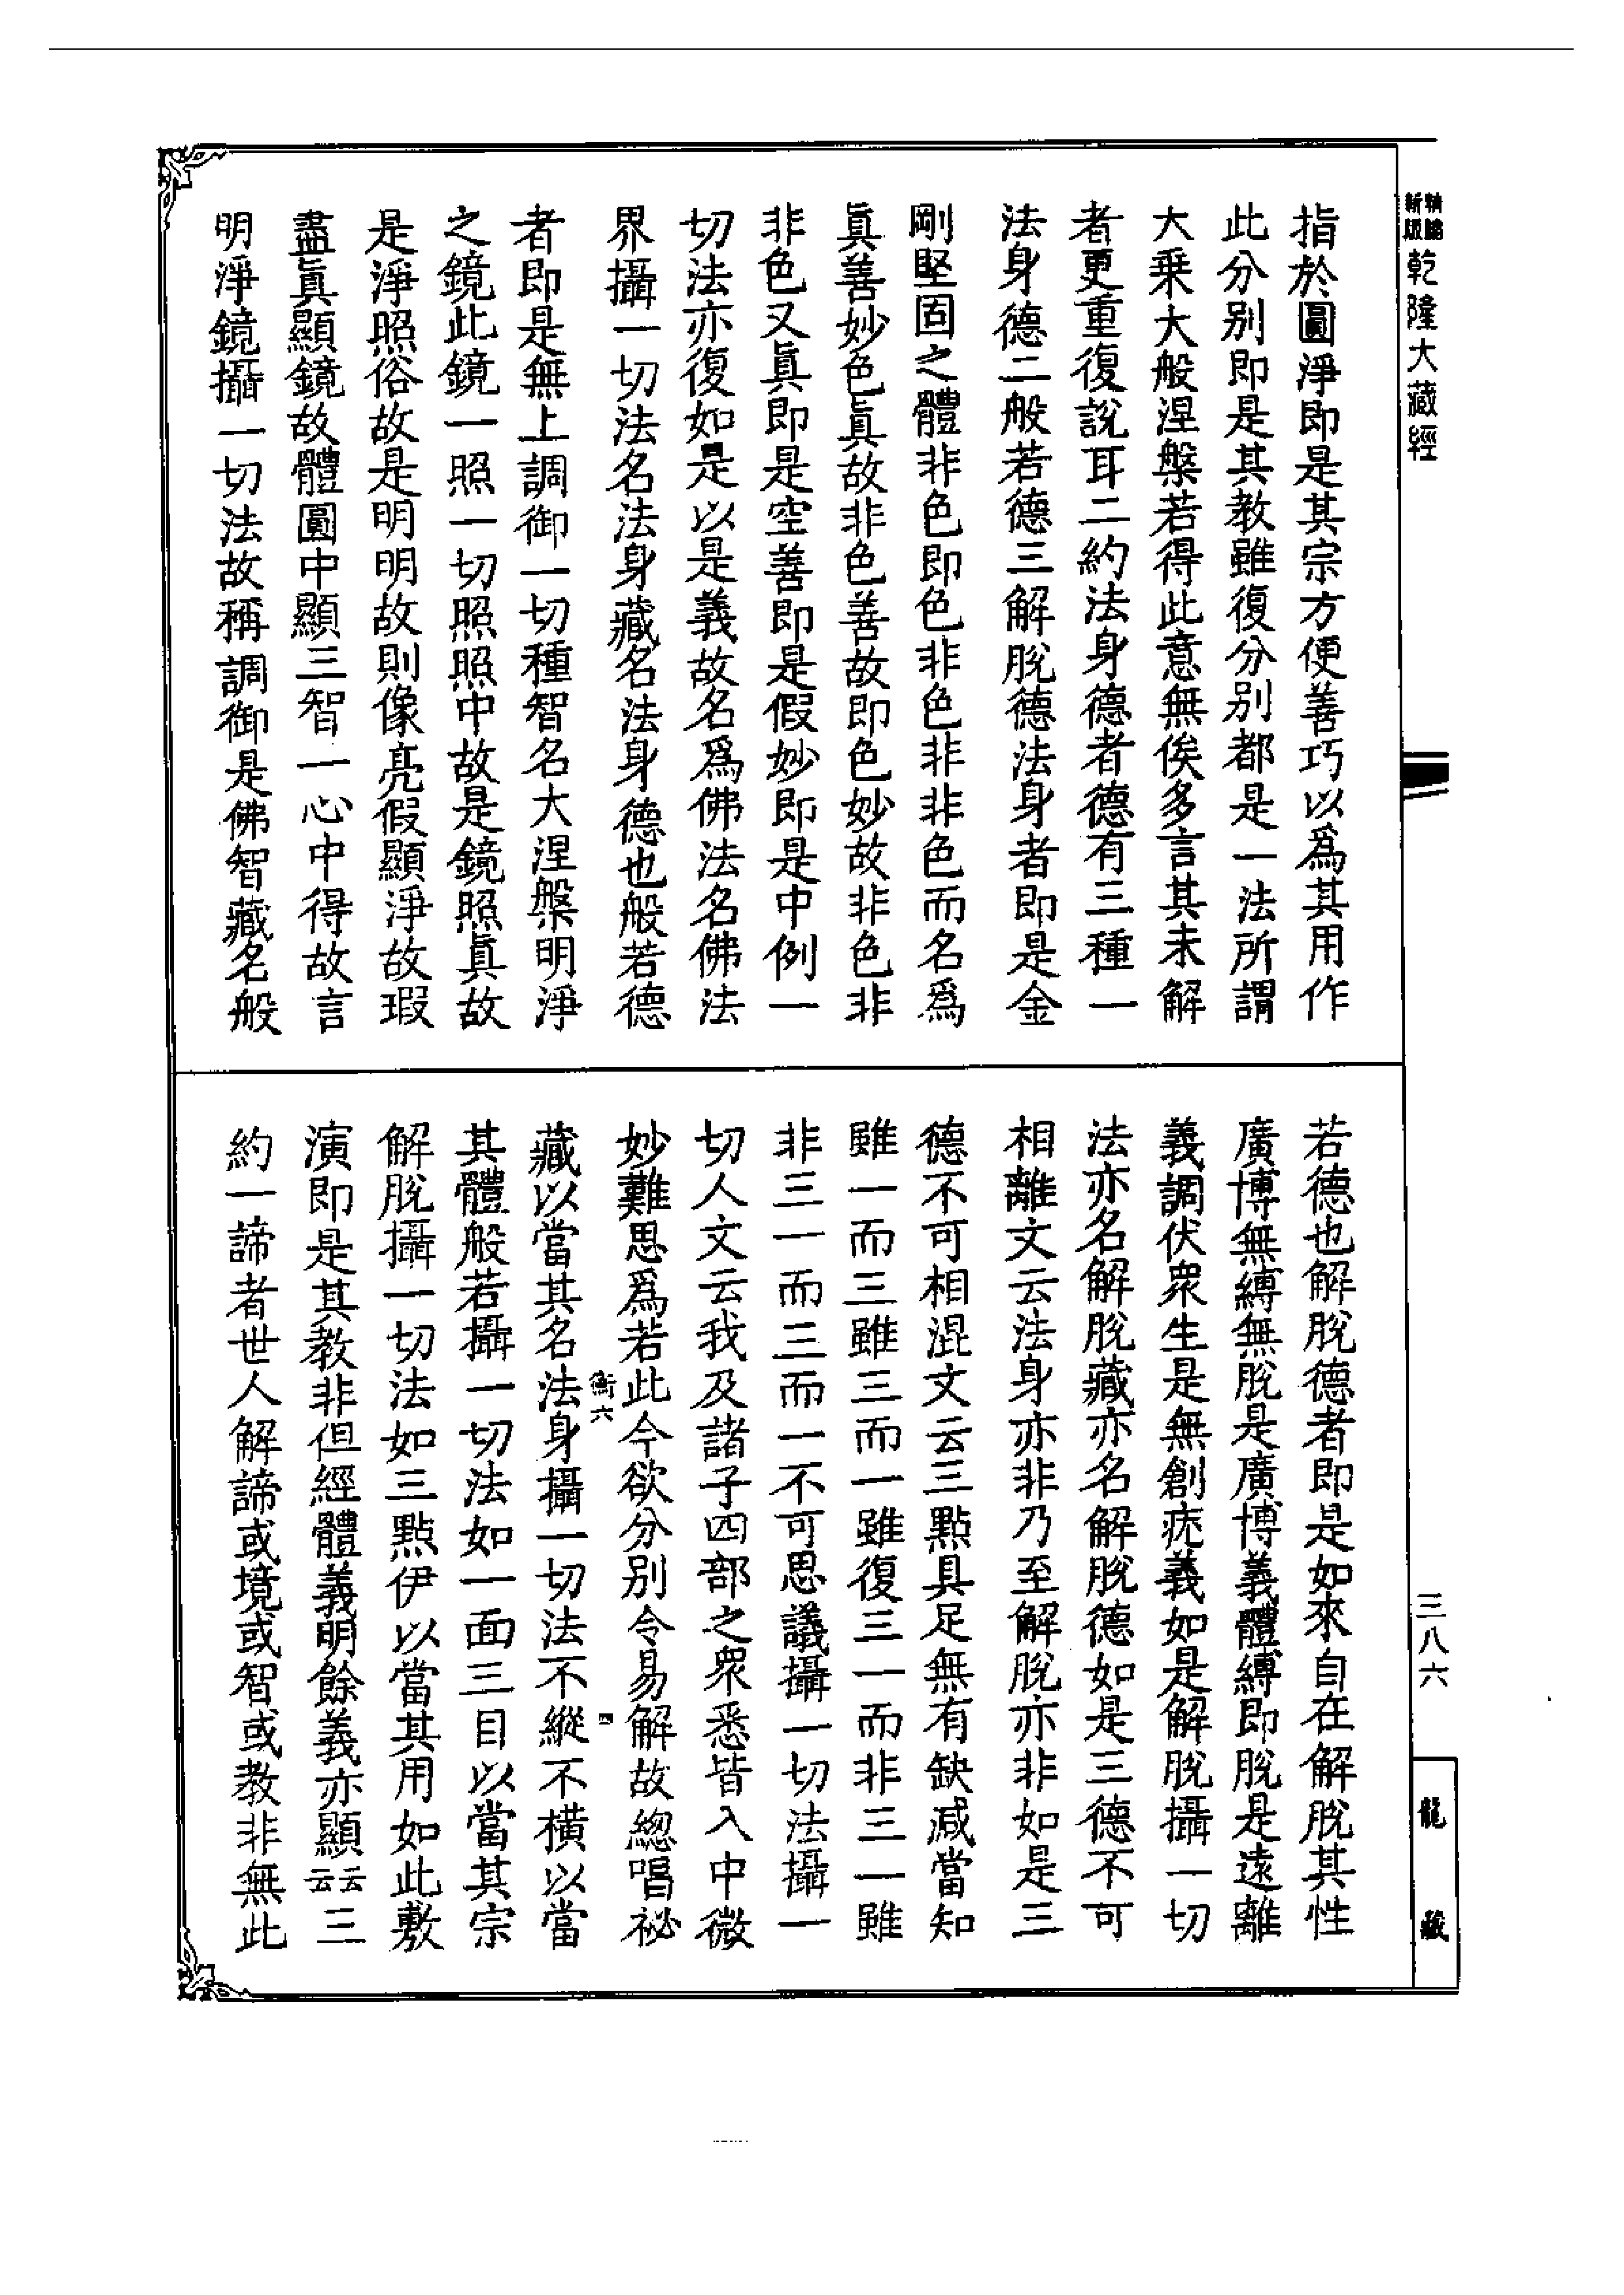 精縮新版乾隆大藏經
指於圓淨即是其宗方便善巧以爲其用作
此分別即是其教雖復分別都是一法所謂
大乘大般涅槃若得此意無俟多言其未解
者更重復說耳二約法身德者德有三種一
法身德二般若德三解脫德法身者即是金
剛堅固之體非色即色非色非非色而名爲
眞善妙色眞故非色善故即色妙故非色非
非色又眞即是空善即是假妙即是中例一
切法亦復如是以是義故名爲佛法名佛法
界攝一切法名法身藏名法身德也般若德
者即是無上調御一切種智名大涅槃明淨
之鏡此鏡一照一切照照中故是鏡照眞故
是淨照俗故是明明故則像亮假顯淨故瑕
盡眞顯鏡故體圓中顯三智一心中得故言
明淨鏡攝一切法故稱調御是佛智藏名般
若德也解脫德者即是如來自在解脫其性
廣博無縛無脫是廣博義體縛即脫是遠離
義調伏衆生是無創疣義如是解脫攝一切
法亦名解脫藏亦名解脫德如是三德不可
相離文云法身亦非乃至解脫亦非如是三
德不可相混文云三點具足無有缺減當知
雖一而三雖三而一雖復三一而非三一雖
非三一而三而一不可思議攝一切法攝一
切人文云我及諸子四部之衆悉皆入中微
妙難思爲若此今欲分別令易解故總唱祕
衡六
藏以當其名法身攝一切法不縱不橫以當
其體般若攝一切法如一面三目以當其宗
解脫攝一切法如三點伊以當其用如此敷
演即是其教非但經體義明餘義亦顯云云三
約一諦者世人解諦或境或智或教非無此
三八六
龍藏